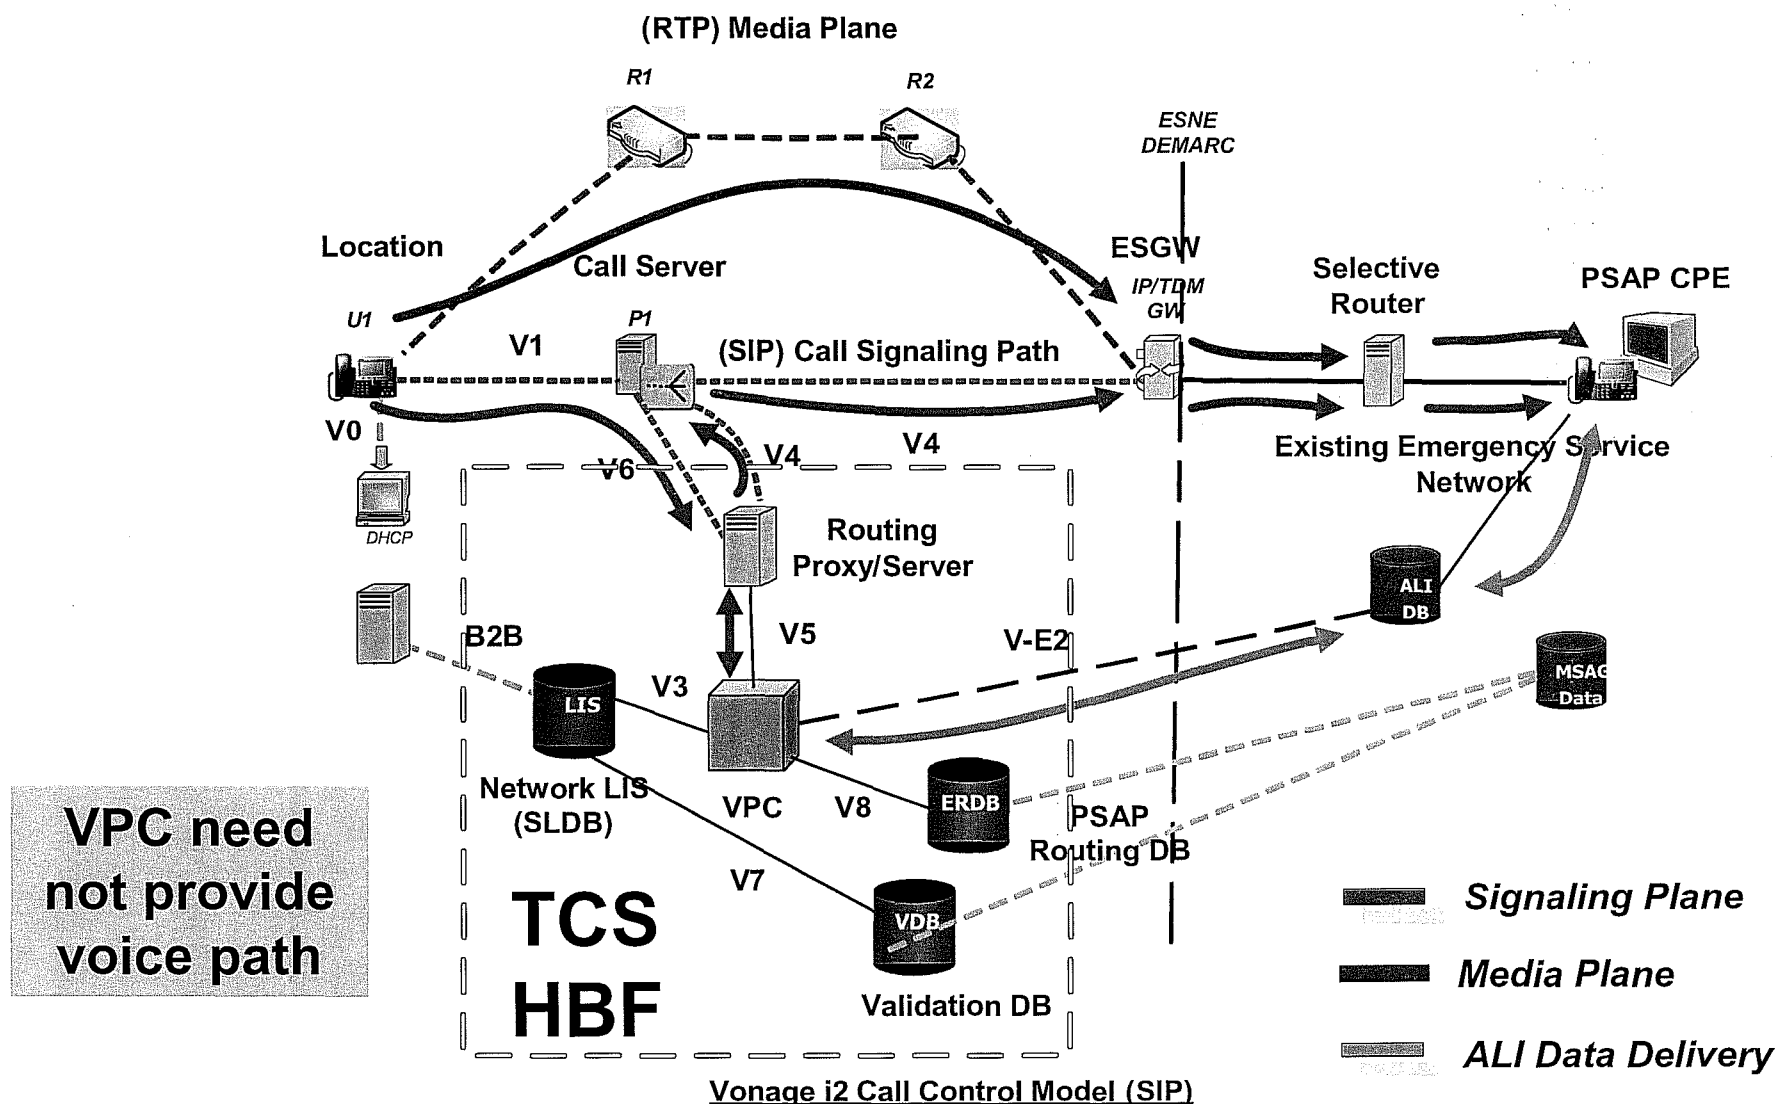 (RTP) Media Plane
R1
R2
ESNE
DEMARC
Location
Call Server
ESGW
IP/TDM
GW
Selective
Router
PSAP CPE
U1
P1
V1
(SIP) Call Signaling Path
V0
V6
V4
V4
Existing Emergency Service
Network
DHCP
Routing
Proxy/Server
ALI
DB
B2B
V5
V-E2
MSAG
Data
LIS
V3
Network LIS
(SLDB)
VPC
V8
ERDB
PSAP
Routing DB
VPC need
not provide
voice path
V7
TCS
HBF
VDB
Validation DB
Signaling Plane
Media Plane
ALI Data Delivery
Vonage i2 Call Control Model (SIP)